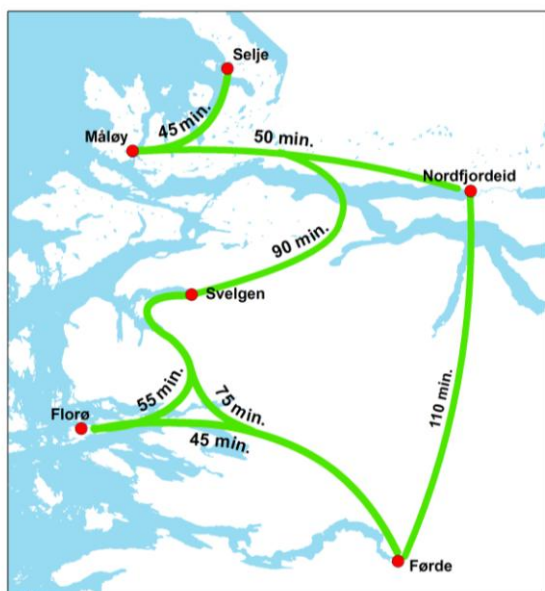 Selje
45 min.
Måløy
50 min.
Nordfjordeid
90 min.
Svelgen
55 min.
75 min.
110 min.
Florø
45 min.
Førde